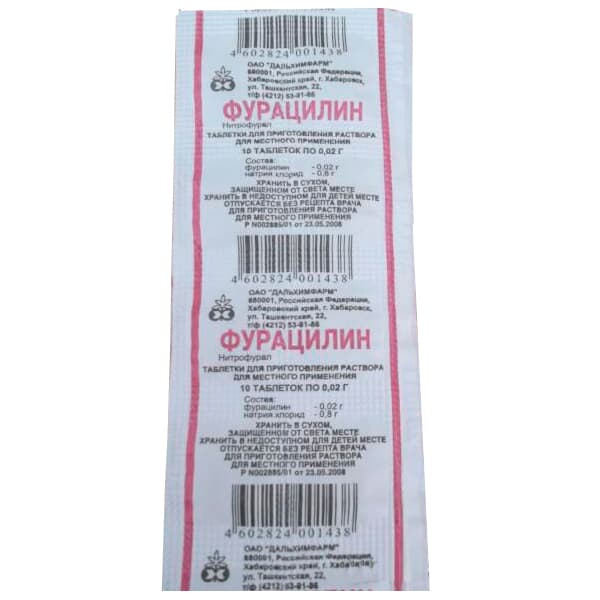 4 602824 001438
ОАО "ДАЛЬХИМФАРМ"
680001, Российская Федерация,
Хабаровский край, г. Хабаровск,
ул. Ташкентская, 22,
т/ф (4212) 53-91-86
ФУРАЦИЛИН
Нитрофурал
ТАБЛЕТКИ ДЛЯ ПРИГОТОВЛЕНИЯ РАСТВОРА
ДЛЯ МЕСТНОГО ПРИМЕНЕНИЯ
10 ТАБЛЕТОК ПО 0,02 Г
Состав:
фурацилин - 0,02 г
натрия хлорид - 0,8 г
ХРАНИТЬ В СУХОМ,
ЗАЩИЩЕННОМ ОТ СВЕТА МЕСТЕ
ХРАНИТЬ В НЕДОСТУПНОМ ДЛЯ ДЕТЕЙ МЕСТЕ
ОТПУСКАЕТСЯ БЕЗ РЕЦЕПТА ВРАЧА
ДЛЯ ПРИГОТОВЛЕНИЯ РАСТВОРА
ДЛЯ МЕСТНОГО ПРИМЕНЕНИЯ
Р N002885/01 от 23.05.2008
4 602824 001438
ОАО "ДАЛЬХИМФАРМ"
680001, Российская Федерация,
Хабаровский край, г. Хабаровск,
ул. Ташкентская, 22,
т/ф (4212) 53-91-86
ФУРАЦИЛИН
Нитрофурал
ТАБЛЕТКИ ДЛЯ ПРИГОТОВЛЕНИЯ РАСТВОРА
ДЛЯ МЕСТНОГО ПРИМЕНЕНИЯ
10 ТАБЛЕТОК ПО 0,02 Г
Состав:
фурацилин - 0,02 г
натрия хлорид - 0,8 г
ХРАНИТЬ В СУХОМ,
ЗАЩИЩЕННОМ ОТ СВЕТА МЕСТЕ
ХРАНИТЬ В НЕДОСТУПНОМ ДЛЯ ДЕТЕЙ МЕСТЕ
ОТПУСКАЕТСЯ БЕЗ РЕЦЕПТА ВРАЧА
ДЛЯ ПРИГОТОВЛЕНИЯ РАСТВОРА
ДЛЯ МЕСТНОГО ПРИМЕНЕНИЯ
Р N002885/01 от 23.05.2008
4 602824 001438
ОАО "ДАЛЬХИМФАРМ"
680001, Российская Федерация,
Хабаровский край, г. Хабаровск,
ул. Ташкентская, 22,
т/ф (4212) 53-91-86